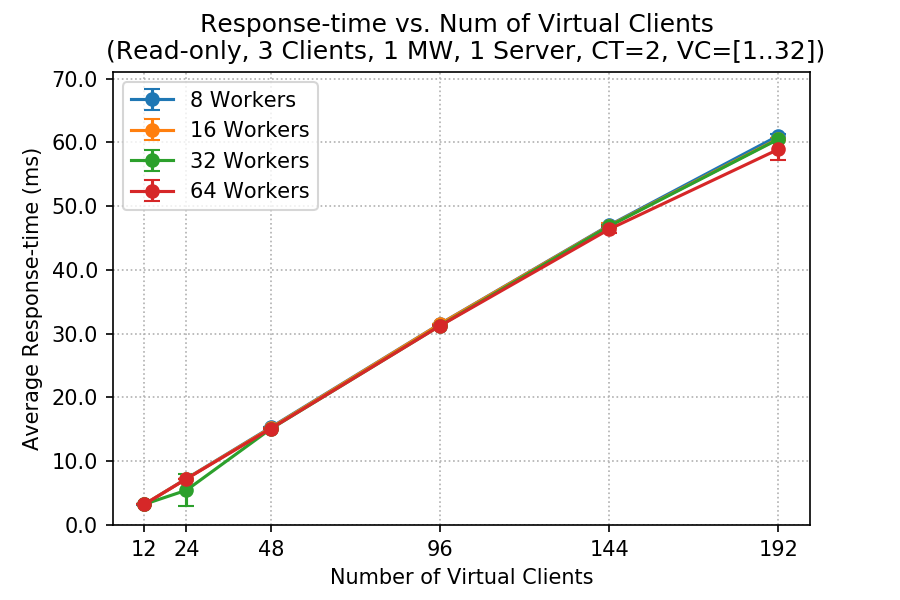 Response-time vs. Num of Virtual Clients
(Read-only, 3 Clients, 1 MW, 1 Server, CT=2, VC=[1..32])
70.0
60.0
50.0
40.0
30.0
20.0
10.0
0.0
Average Response-time (ms)
8 Workers
16 Workers
32 Workers
64 Workers
12 24 48 96 144 192
Number of Virtual Clients